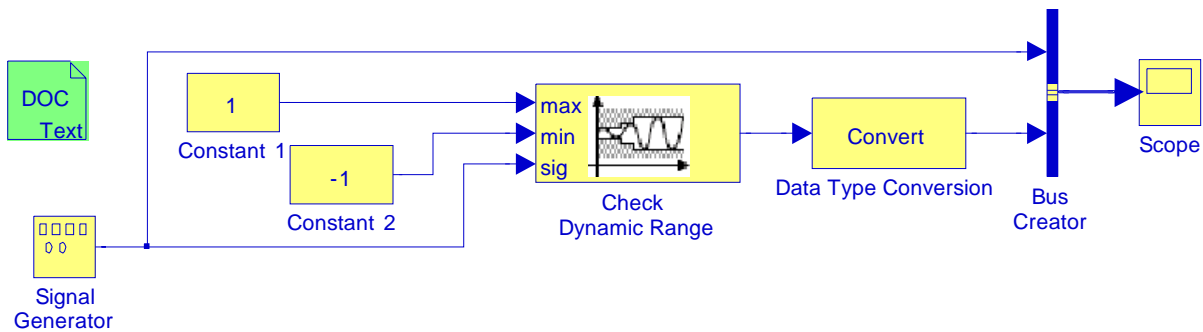 DOC
Text
1
Constant 1
-1
Constant 2
max
min
sig
Check
Dynamic Range
Convert
Data Type Conversion
Bus
Creator
Scope
Signal
Generator